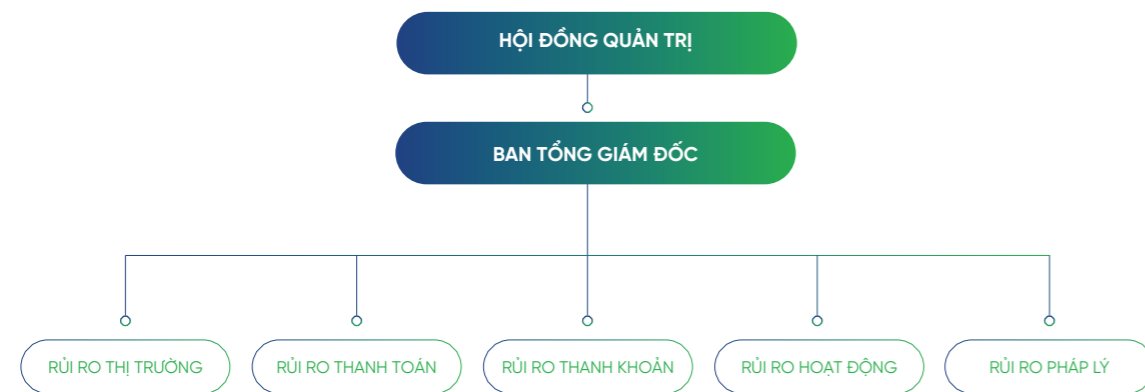 HỘI ĐỒNG QUẢN TRỊ
BAN TỔNG GIÁM ĐỐC
RỦI RO THỊ TRƯỜNG
RỦI RO THANH TOÁN
RỦI RO THANH KHOẢN
RỦI RO HOẠT ĐỘNG
RỦI RO PHÁP LÝ